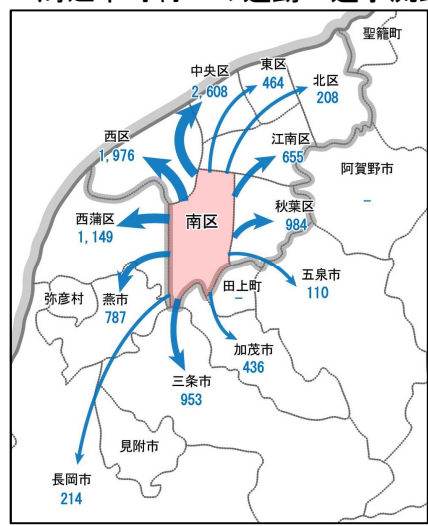 聖籠町
中央区
2,608
東区
464
北区
208
西区
1,976
江南区
655
阿賀野市
-
西蒲区
1,149
南区
秋葉区
984
弥彦村
燕市
787
田上町
-
五泉市
110
加茂市
436
三条市
953
見附市
長岡市
214